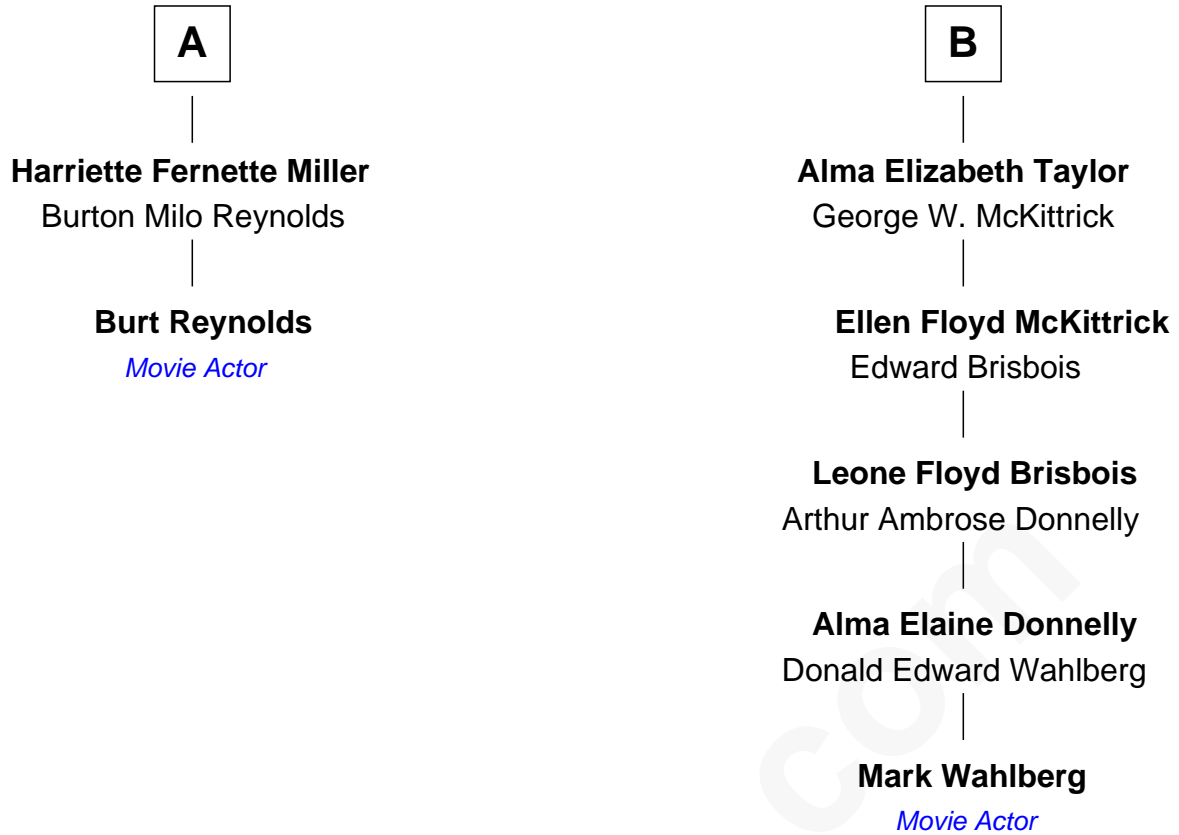 A
Harriette Fernette Miller
Burton Milo Reynolds
Burt Reynolds
Movie Actor
B
Alma Elizabeth Taylor
George W. McKittrick
Ellen Floyd McKittrick
Edward Brisbois
Leone Floyd Brisbois
Arthur Ambrose Donnelly
Alma Elaine Donnelly
Donald Edward Wahlberg
Mark Wahlberg
Movie Actor
com